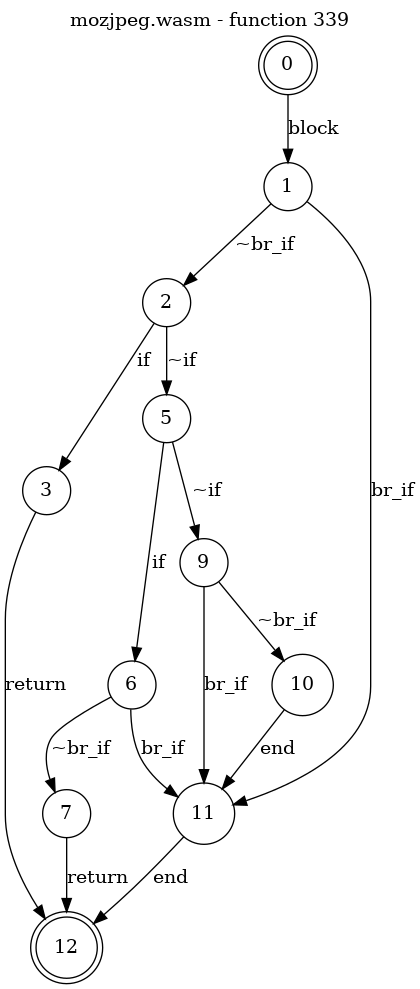 mozjpeg.wasm - function 339
0
block
1
~br_if
2
if
~if
5
3
~if
br_if
9
if
~br_if
return
6
br_if
10
~br_if
br_if
end
7
11
return
end
12